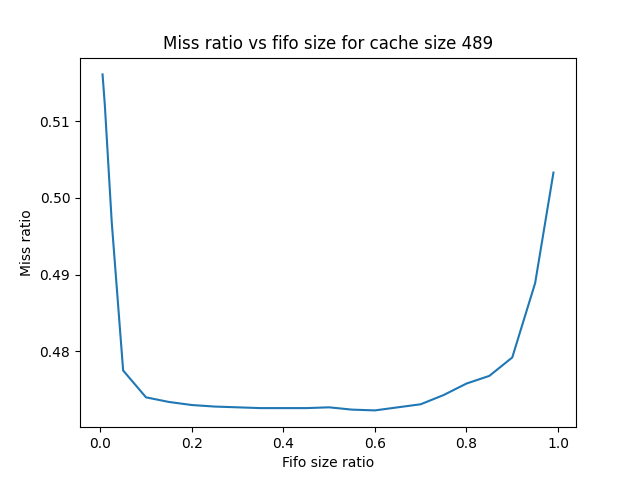 Miss ratio vs fifo size for cache size 489
0.51
0.50
0.49
0.48
Miss ratio
0.0 0.2 0.4 0.6 0.8 1.0
Fifo size ratio